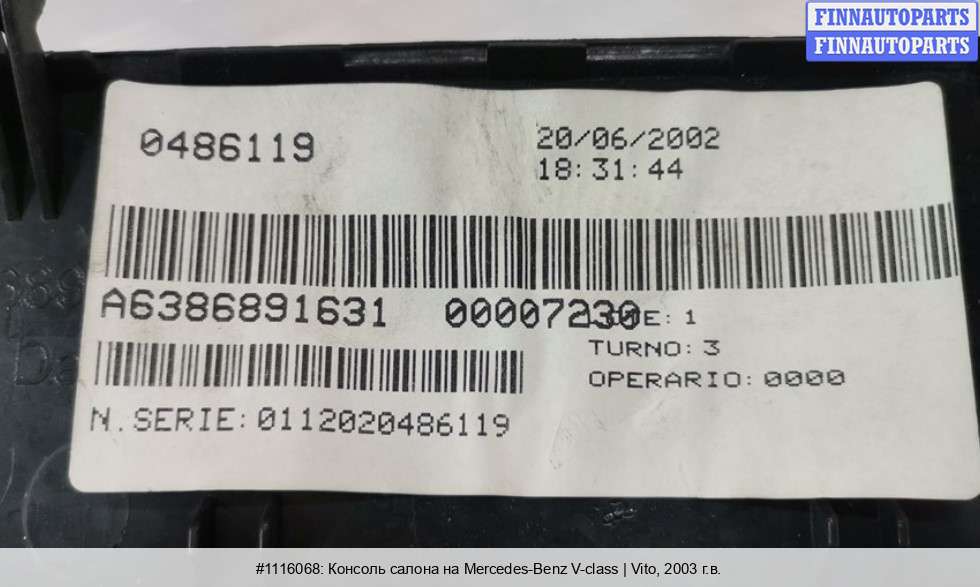 FINNAUTOPARTS
FINNAUTOPARTS
0486119
20/06/2002
18:31:44
A6386891631 00007230
: 1
TURNO: 3
OPERARIO: 0000
N. SERIE: 0112020486119
#1116068: Консоль салона на Mercedes-Benz V-class | Vito, 2003 г.в.